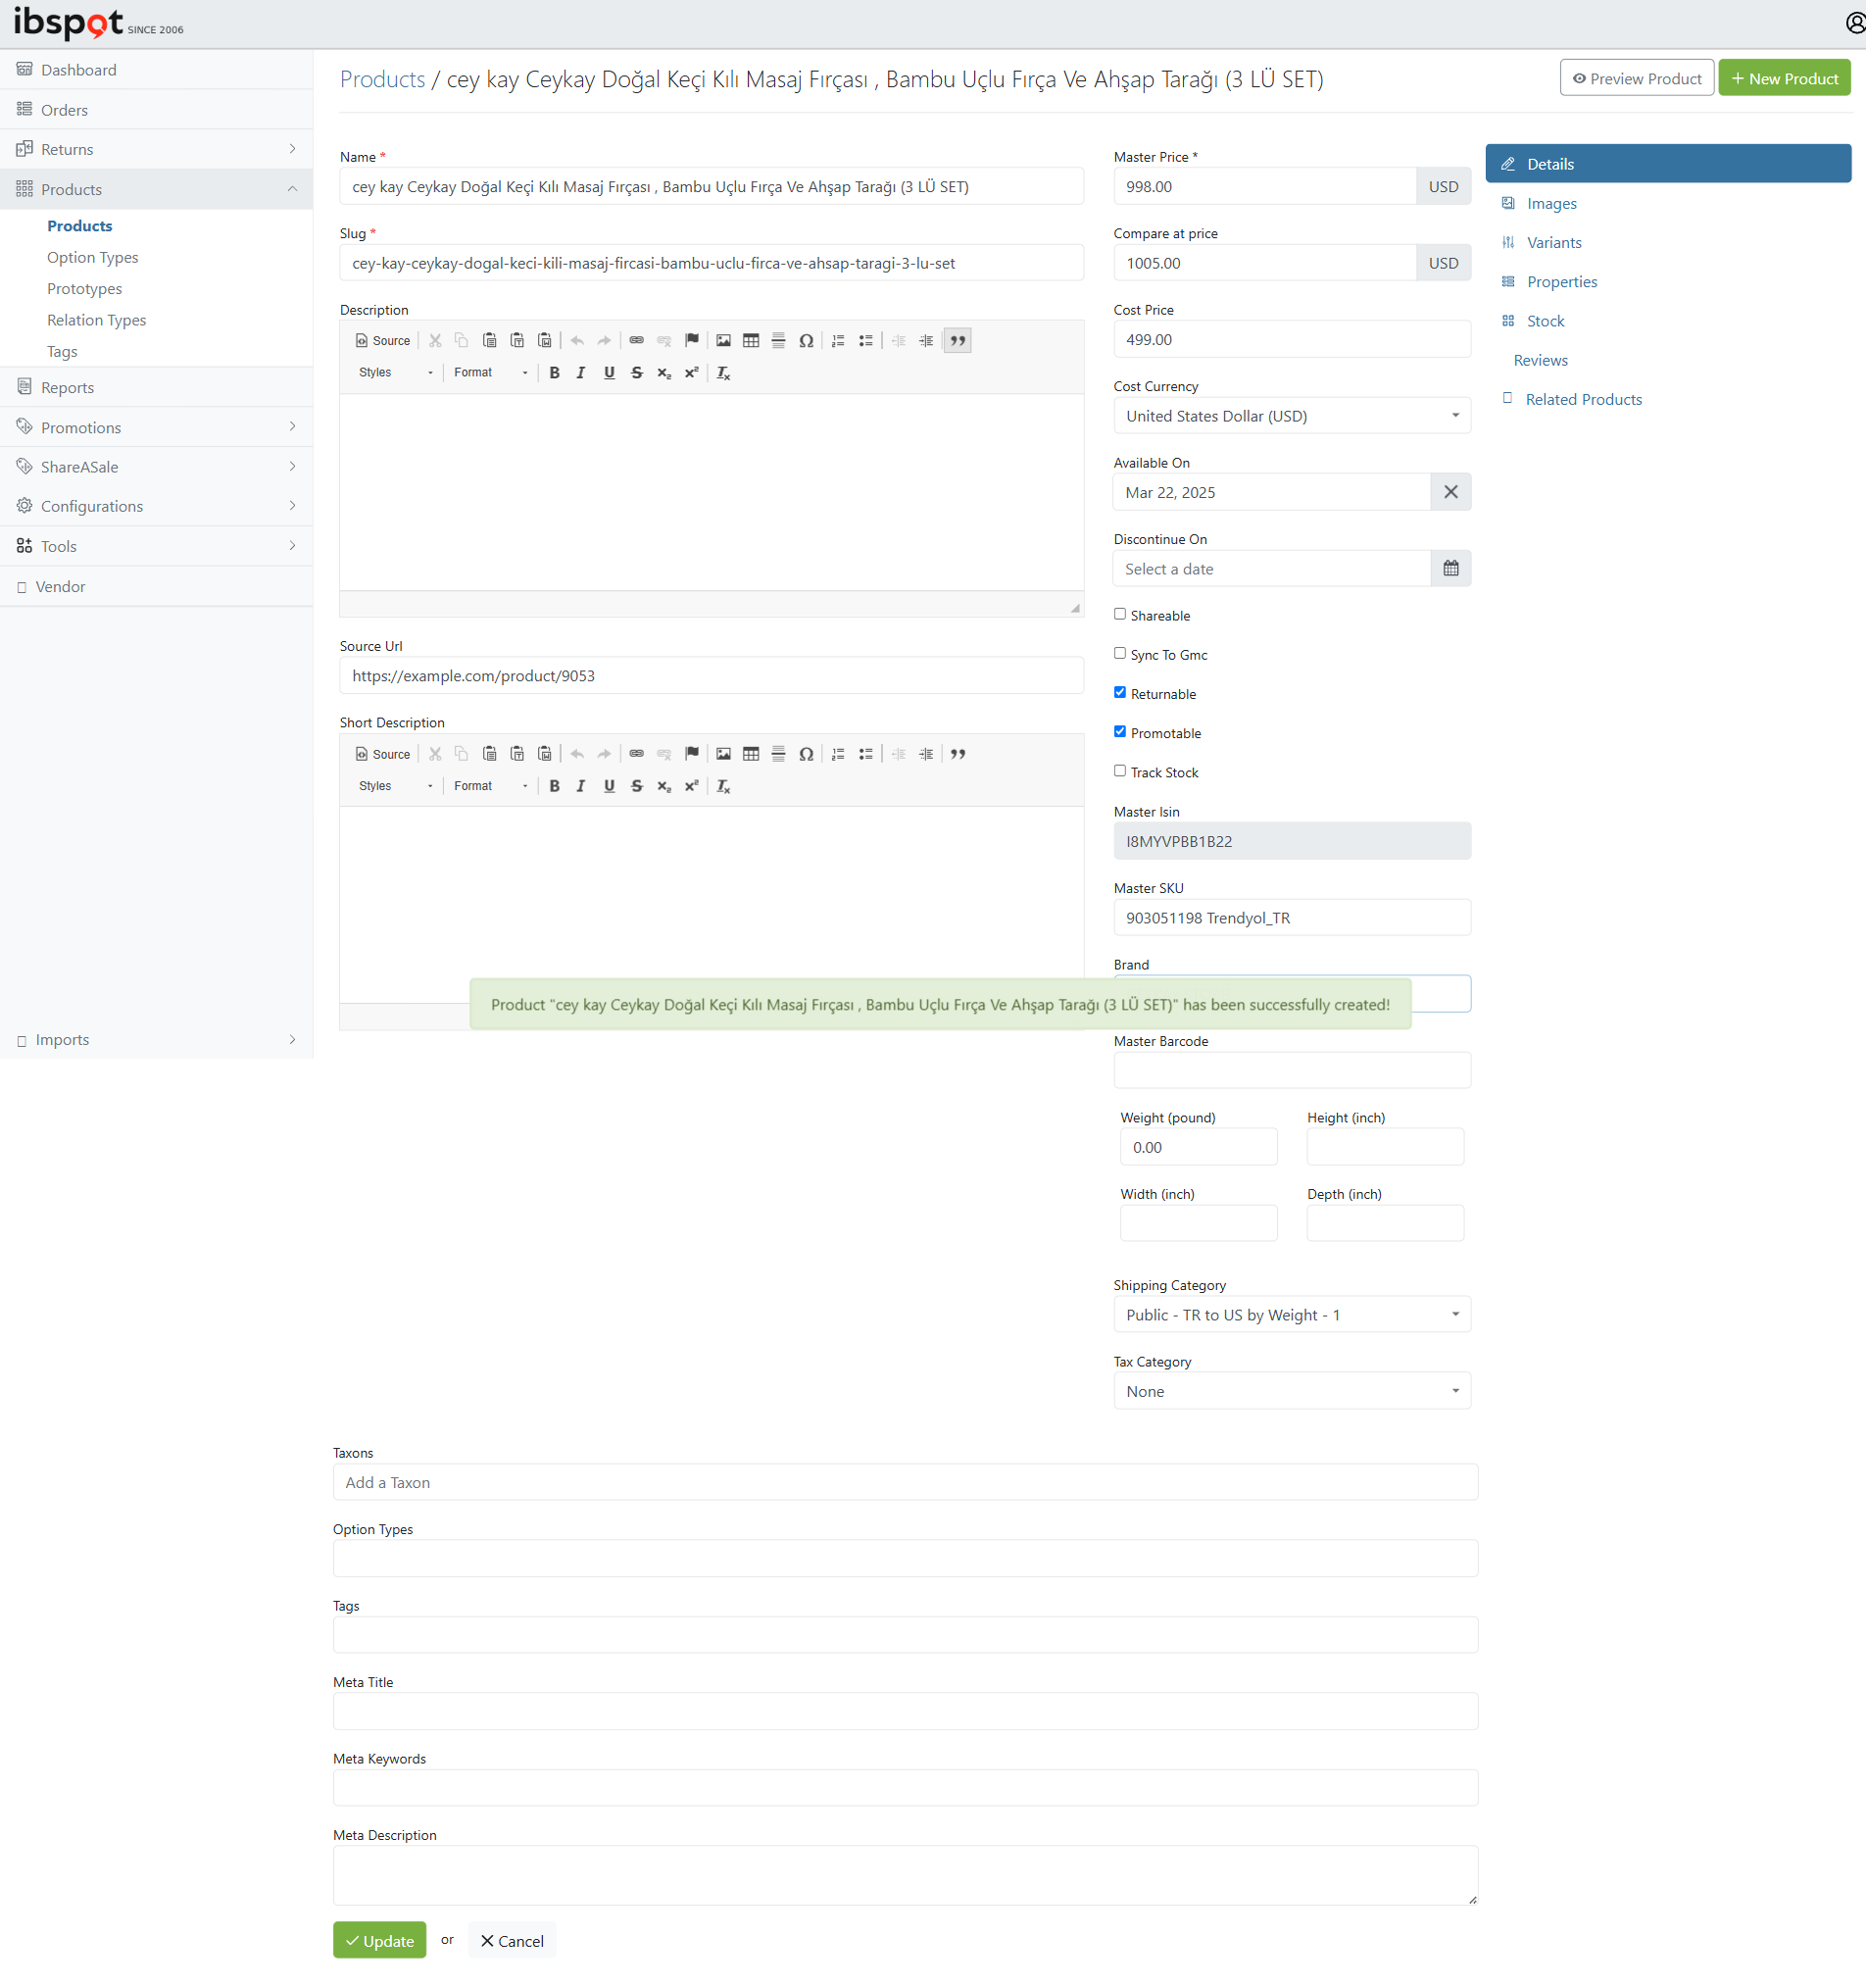 ibspot SINCE 2006
Dashboard
Orders
Returns
Products
Products
Option Types
Prototypes
Relation Types
Tags
Reports
Promotions
ShareASale
Configurations
Tools
Vendor
Imports
Products / cey kay Ceykay Doğal Keçi Kılı Masaj Fırçası , Bambu Uçlu Fırça Ve Ahşap Tarağı (3 LÜ SET)
Preview Product
New Product
Name *
cey kay Ceykay Doğal Keçi Kılı Masaj Fırçası , Bambu Uçlu Fırça Ve Ahşap Tarağı (3 LÜ SET)
Slug *
cey-kay-ceykay-dogal-keci-kili-masaj-fircasi-bambu-uclu-firca-ve-ahsap-taragi-3-lu-set
Description
Source
Styles Format B I U S x₂ x² Tx
Source Url
https://example.com/product/9053
Short Description
Source
Styles Format B I U S x₂ x² Tx
Master Price *
998.00 USD
Compare at price
1005.00 USD
Cost Price
499.00
Cost Currency
United States Dollar (USD)
Available On
Mar 22, 2025
Discontinue On
Select a date
Shareable
Sync To Gmc
Returnable
Promotable
Track Stock
Master Isin
I8MYVPBB1B22
Master SKU
903051198 Trendyol_TR
Brand
Product "cey kay Ceykay Doğal Keçi Kılı Masaj Fırçası , Bambu Uçlu Fırça Ve Ahşap Tarağı (3 LÜ SET)" has been successfully created!
Master Barcode
Weight (pound) Height (inch)
0.00
Width (inch) Depth (inch)
Shipping Category
Public - TR to US by Weight - 1
Tax Category
None
Details
Images
Variants
Properties
Stock
Reviews
Related Products
Taxons
Add a Taxon
Option Types
Tags
Meta Title
Meta Keywords
Meta Description
Update or Cancel